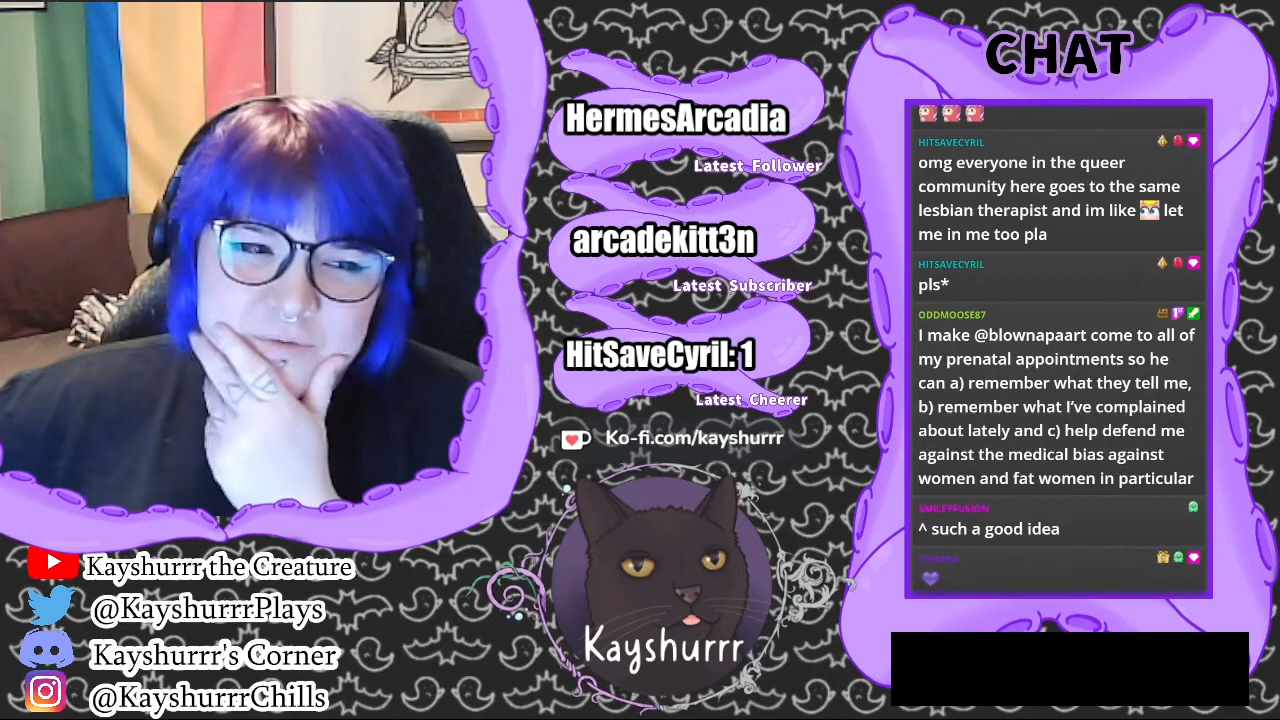 HermesArcadia
Latest Follower
arcadekitt3n
Latest Subscriber
HitSaveCyril: 1
Latest Cheerer
Ko-fi.com/kayshurrr
Kayshurrr
Kayshurrr the Creature
@KayshurrrPlays
Kayshurrr's Corner
@KayshurrrChills
CHAT
HITSAVECYRIL
omg everyone in the queer
community here goes to the same
lesbian therapist and im like let
me in me too pla
HITSAVECYRIL
pls*
ODDMOOSE87
I make @blownapaart come to all of
my prenatal appointments so he
can a) remember what they tell me,
b) remember what I've complained
about lately and c) help defend me
against the medical bias against
women and fat women in particular
SMILEYFUSION
^ such a good idea